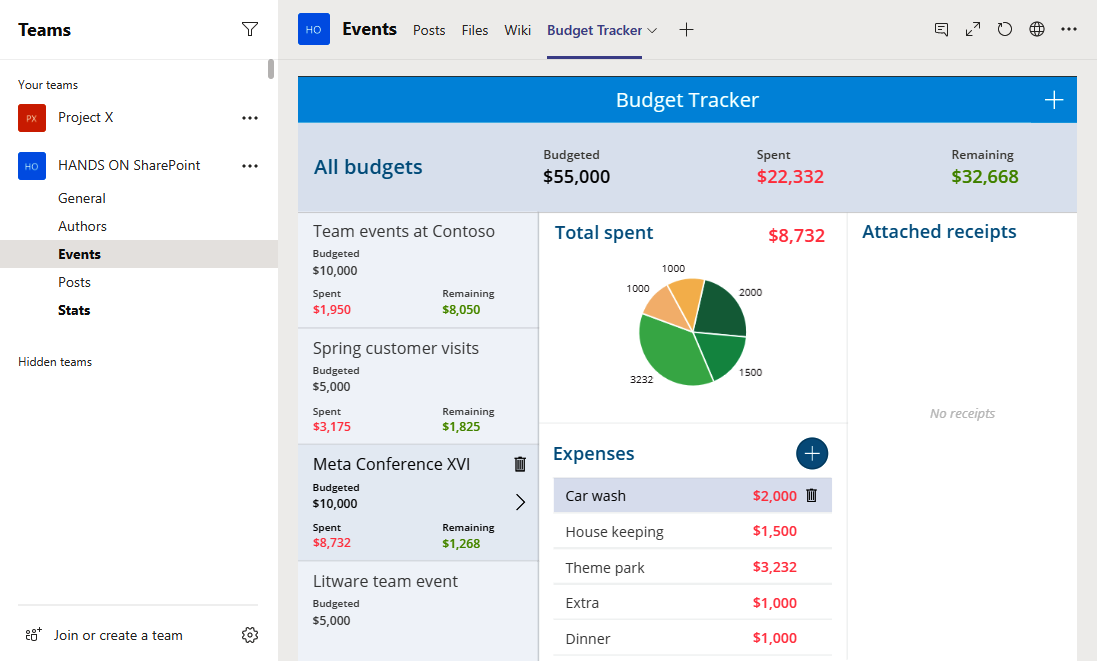 Teams
Your teams
PX Project X
HO HANDS ON SharePoint
General
Authors
Events
Posts
Stats
Hidden teams
Join or create a team
HO Events Posts Files Wiki Budget Tracker
Budget Tracker
All budgets
Budgeted
$55,000
Spent
$22,332
Remaining
$32,668
Team events at Contoso
Budgeted
$10,000
Spent Remaining
$1,950 $8,050
Spring customer visits
Budgeted
$5,000
Spent Remaining
$3,175 $1,825
Meta Conference XVI
Budgeted
$10,000
Spent Remaining
$8,732 $1,268
Litware team event
Budgeted
$5,000
Total spent $8,732
1000
1000
2000
1500
3232
Expenses
Car wash $2,000
House keeping $1,500
Theme park $3,232
Extra $1,000
Dinner $1,000
Attached receipts
No receipts